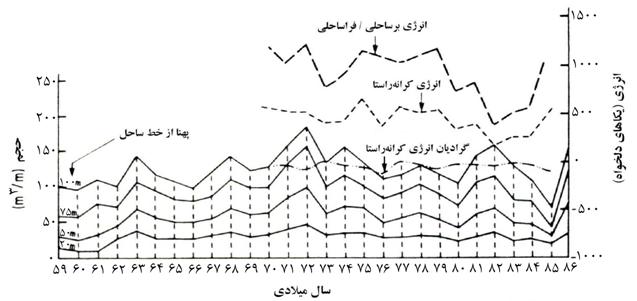 انرژی برساحلی / فراساحلی
انرژی کرانه‌راستا
گرادیان انرژی کرانه‌راستا
پهنا از خط ساحل
۱۰۰m
۷۵m
۵۰m
۲۰m
حجم (m³/m)
۲۵۰
۲۰۰
۱۵۰
۱۰۰
۵۰
۰
انرژی (یکاهای دلخواه)
۱۵۰۰
۱۰۰۰
۵۰۰
۰
-۵۰۰
-۱۰۰۰
۵۹ ۶۰ ۶۱ ۶۲ ۶۳ ۶۴ ۶۵ ۶۶ ۶۷ ۶۸ ۶۹ ۷۰ ۷۱ ۷۲ ۷۳ ۷۴ ۷۵ ۷۶ ۷۷ ۷۸ ۷۹ ۸۰ ۸۱ ۸۲ ۸۳ ۸۴ ۸۵ ۸۶
سال میلادی